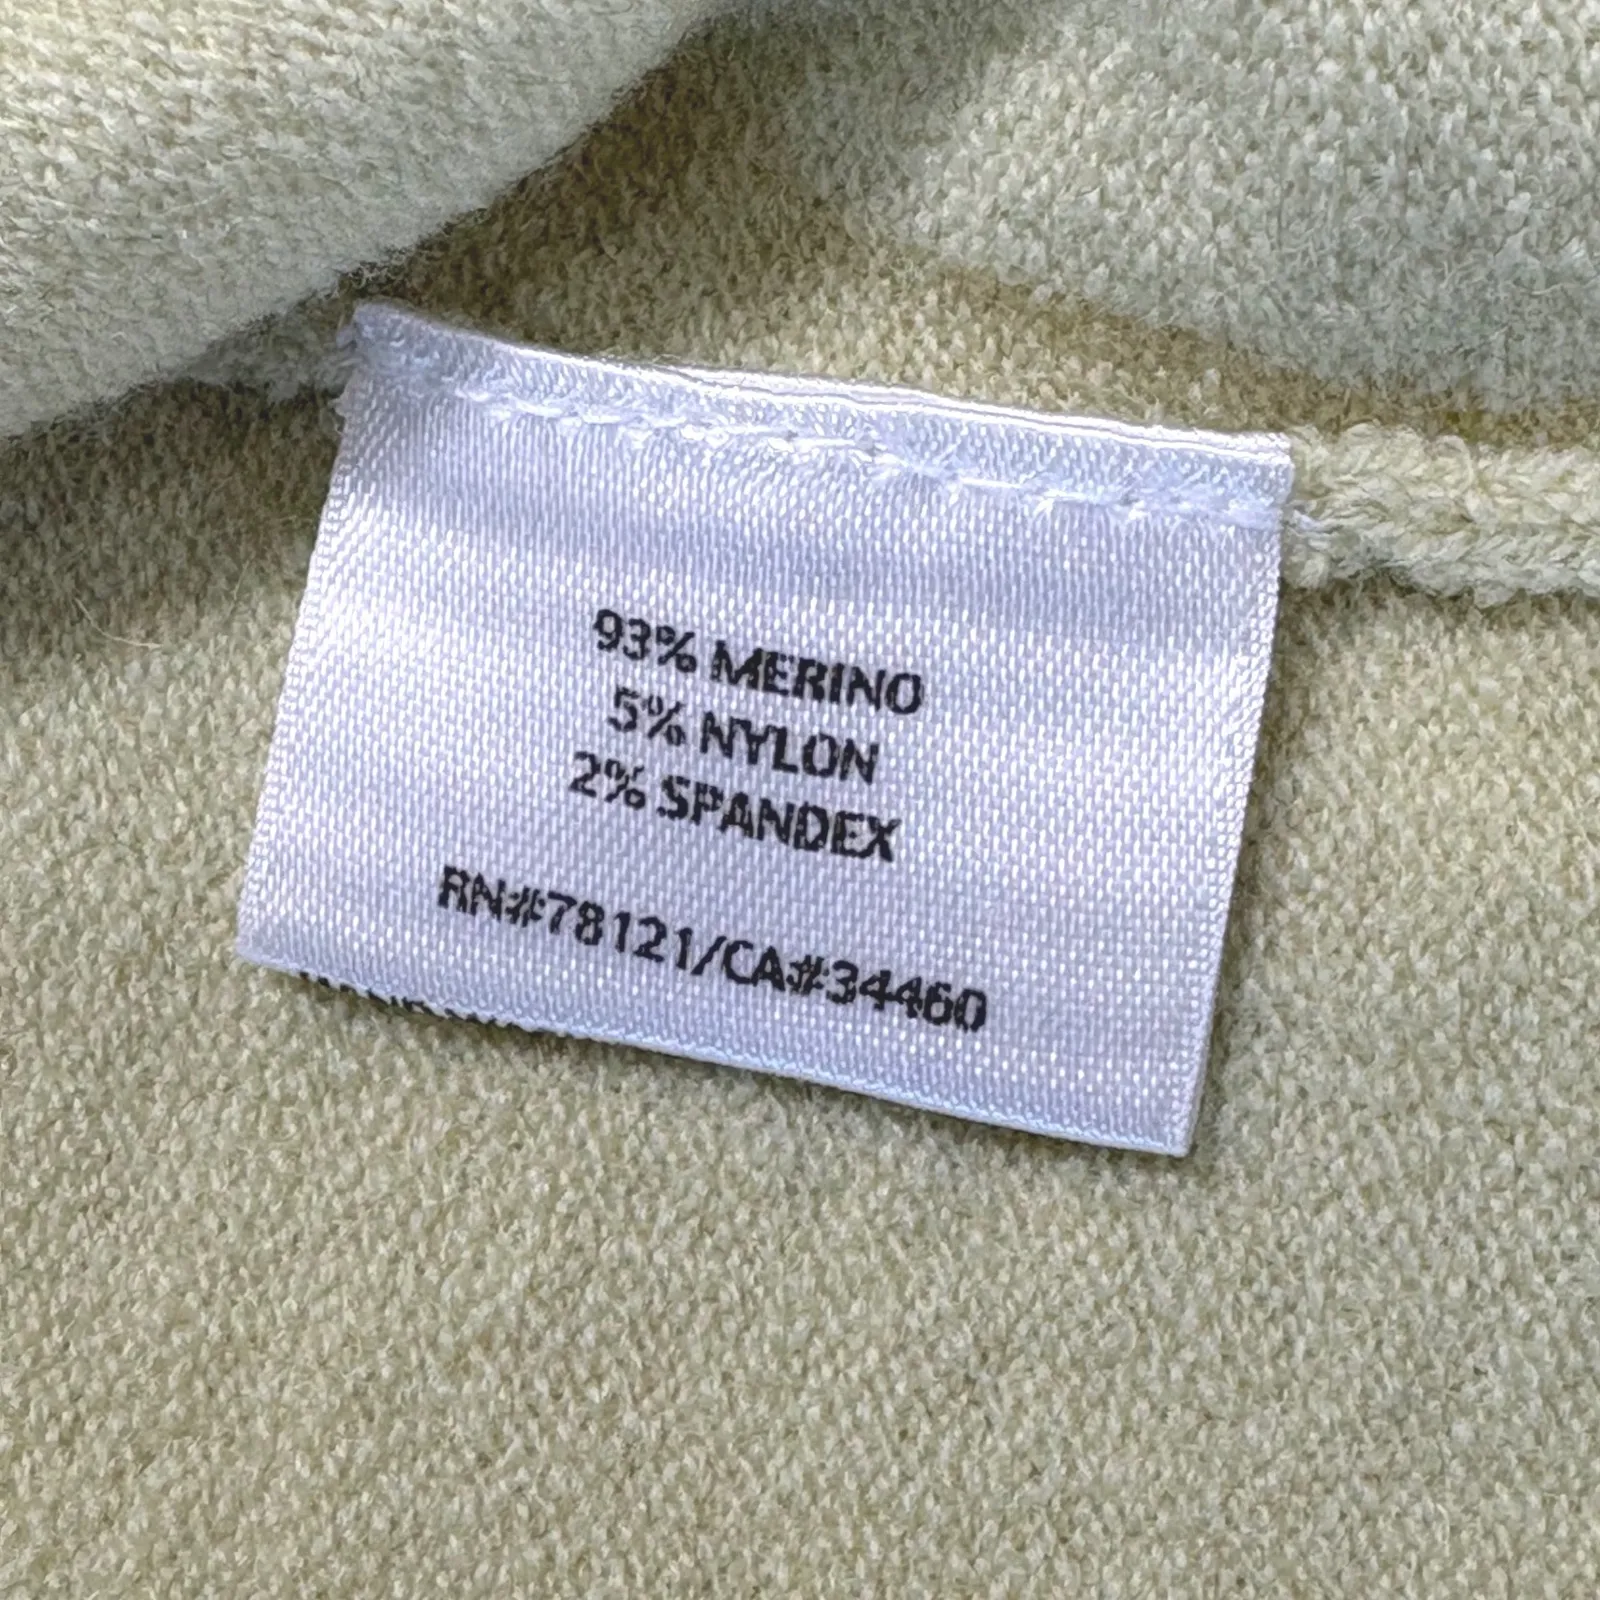 93% MERINO
5% NYLON
2% SPANDEX
RN#78121/CA#34460